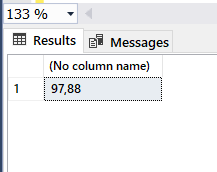 133 %
Results Messages
(No column name)
1 97,88